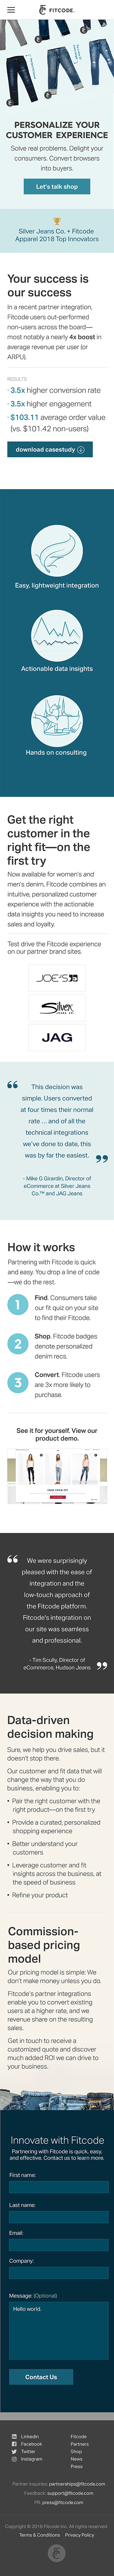 FITCODE.
PERSONALIZE YOUR
CUSTOMER EXPERIENCE
Solve real problems. Delight your
consumers. Convert browsers
into buyers.
Let's talk shop
Silver Jeans Co. + Fitcode
Apparel 2018 Top Innovators
Your success is
our success
In a recent partner integration,
Fitcode users out-performed
non-users across the board—
most notably a nearly 4x boost in
average revenue per user (or
ARPU).
RESULTS:
· 3.5x higher conversion rate
· 3.5x higher engagement
· $103.11 average order value
(vs. $101.42 non-users)
download casestudy
Easy, lightweight integration
Actionable data insights
Hands on consulting
Get the right
customer in the
right fit—on the
first try
Now available for women's and
men's denim, Fitcode combines an
intuitive, personalized customer
experience with the actionable
data insights you need to increase
sales and loyalty.
Test drive the Fitcode experience
on our partner brand sites.
JOE'S
Silver
JEANS CO.
JAG
“ This decision was
simple. Users converted
at four times their normal
rate ... and of all the
technical integrations
we've done to date, this
was by far the easiest. ”
- Mike G Girardin, Director of
eCommerce at Silver Jeans
Co.™ and JAG Jeans
How it works
Partnering with Fitcode is quick
and easy. You drop a line of code
—we do the rest.
1 Find. Consumers take
our fit quiz on your site
to find their Fitcode.
2 Shop. Fitcode badges
denote personalized
denim recs.
3 Convert. Fitcode users
are 3x more likely to
purchase.
See it for yourself. View our
product demo.
“ We were surprisingly
pleased with the ease of
integration and the
low-touch approach of
the Fitcode platform.
Fitcode's integration on
our site was seamless
and professional.
- Tim Scully, Director of
eCommerce, Hudson Jeans ”
Data-driven
decision making
Sure, we help you drive sales, but it
doesn't stop there.
Our customer and fit data that will
change the way that you do
business, enabling you to:
• Pair the right customer with the
right product—on the first try
• Provide a curated, personalized
shopping experience
• Better understand your
customers
• Leverage customer and fit
insights across the business, at
the speed of business
• Refine your product
Commission-
based pricing
model
Our pricing model is simple: We
don't make money unless you do.
Fitcode's partner integrations
enable you to convert existing
users at a higher rate, and we
revenue share on the resulting
sales.
Get in touch to receive a
customized quote and discover
much added ROI we can drive to
your business.
Innovate with Fitcode
Partnering with Fitcode is quick, easy,
and effective. Contact us to learn more.
First name:
Last name:
Email:
Company:
Message: (Optional)
Hello world.
Contact Us
Linkedin
Facebook
Twitter
Instagram
Fitcode
Partners
Shop
News
Press
Partner Inquiries: partnerships@fitcode.com
Feedback: support@fitcode.com
PR: press@fitcode.com
Copyright © 2018 Fitcode Inc. All rights reserved
Terms & Conditions Privacy Policy